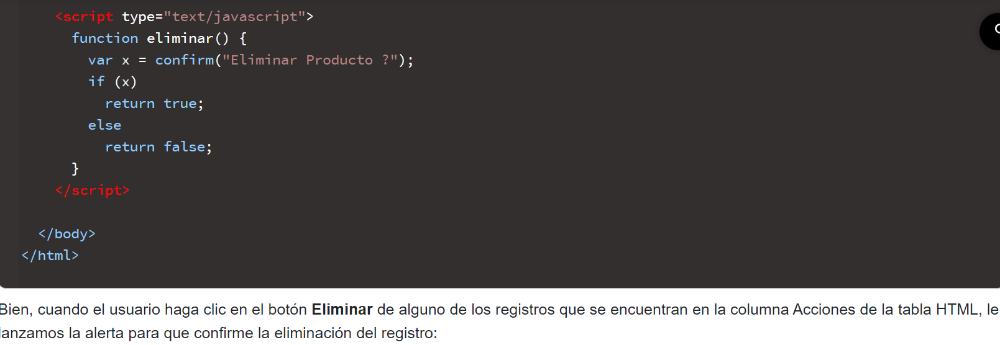 <script type="text/javascript">
function eliminar() {
var x = confirm("Eliminar Producto ?");
if (x)
return true;
else
return false;
}
</script>
</body>
</html>
Bien, cuando el usuario haga clic en el botón Eliminar de alguno de los registros que se encuentran en la columna Acciones de la tabla HTML, le
lanzamos la alerta para que confirme la eliminación del registro: